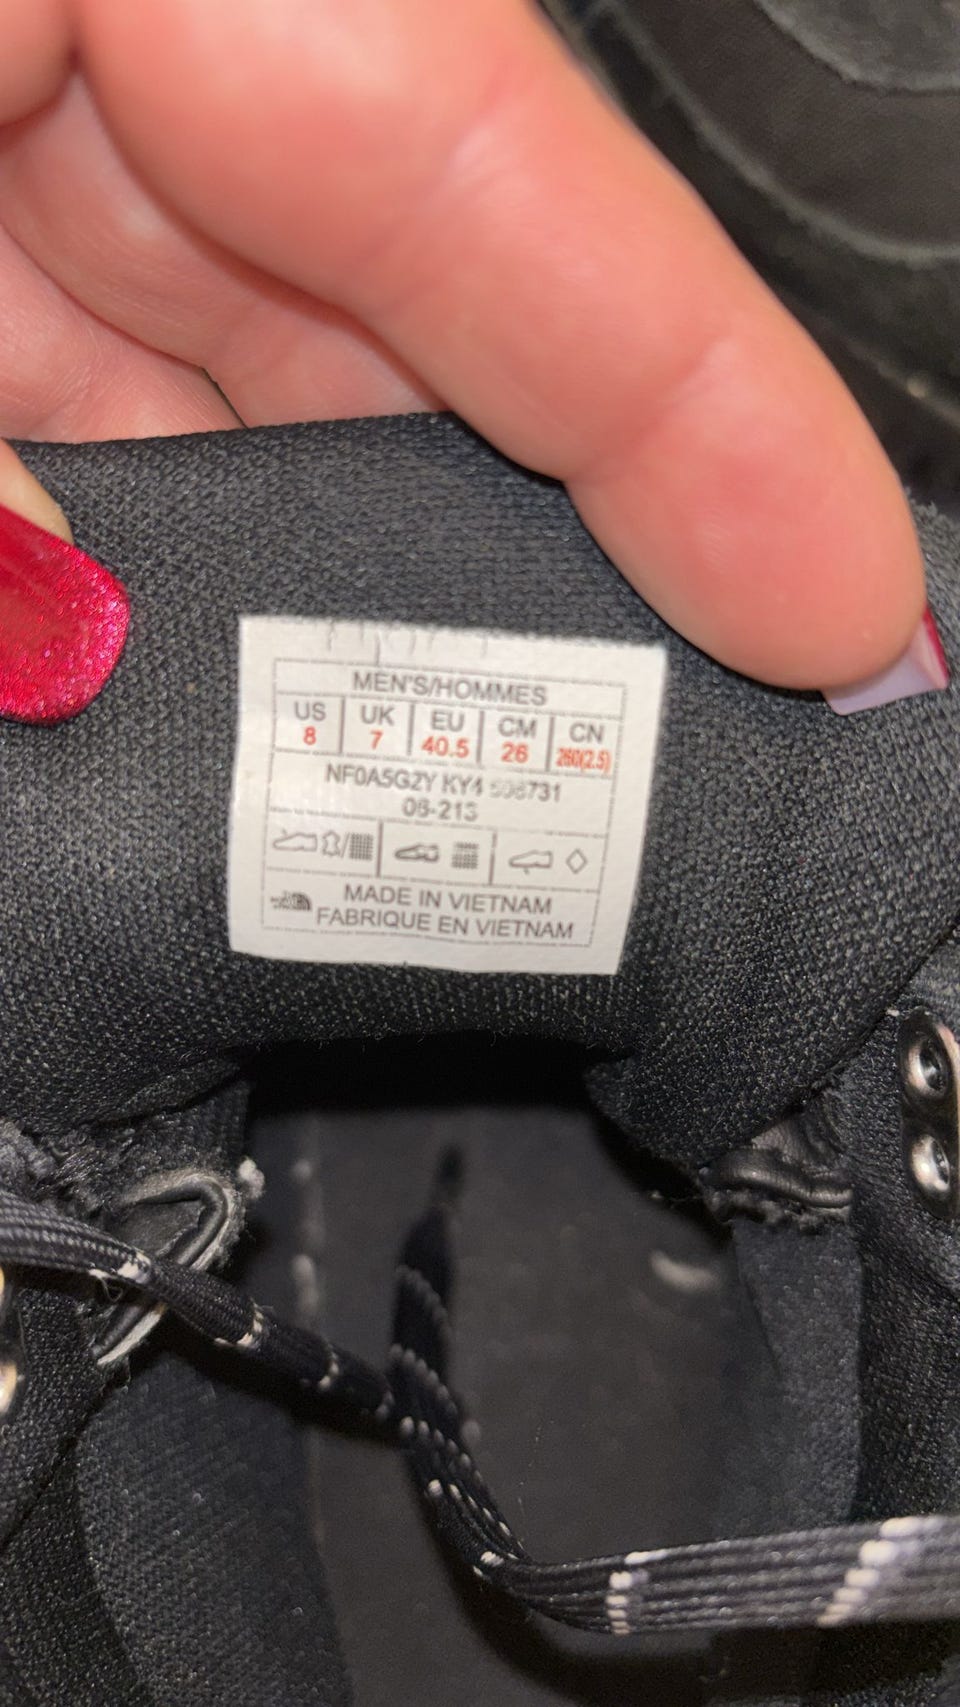 MEN'S/HOMMES
US UK EU CM CN
8 7 40.5 26 260(2.5)
NF0A5G2Y KY4 508731
08-213
MADE IN VIETNAM
FABRIQUE EN VIETNAM